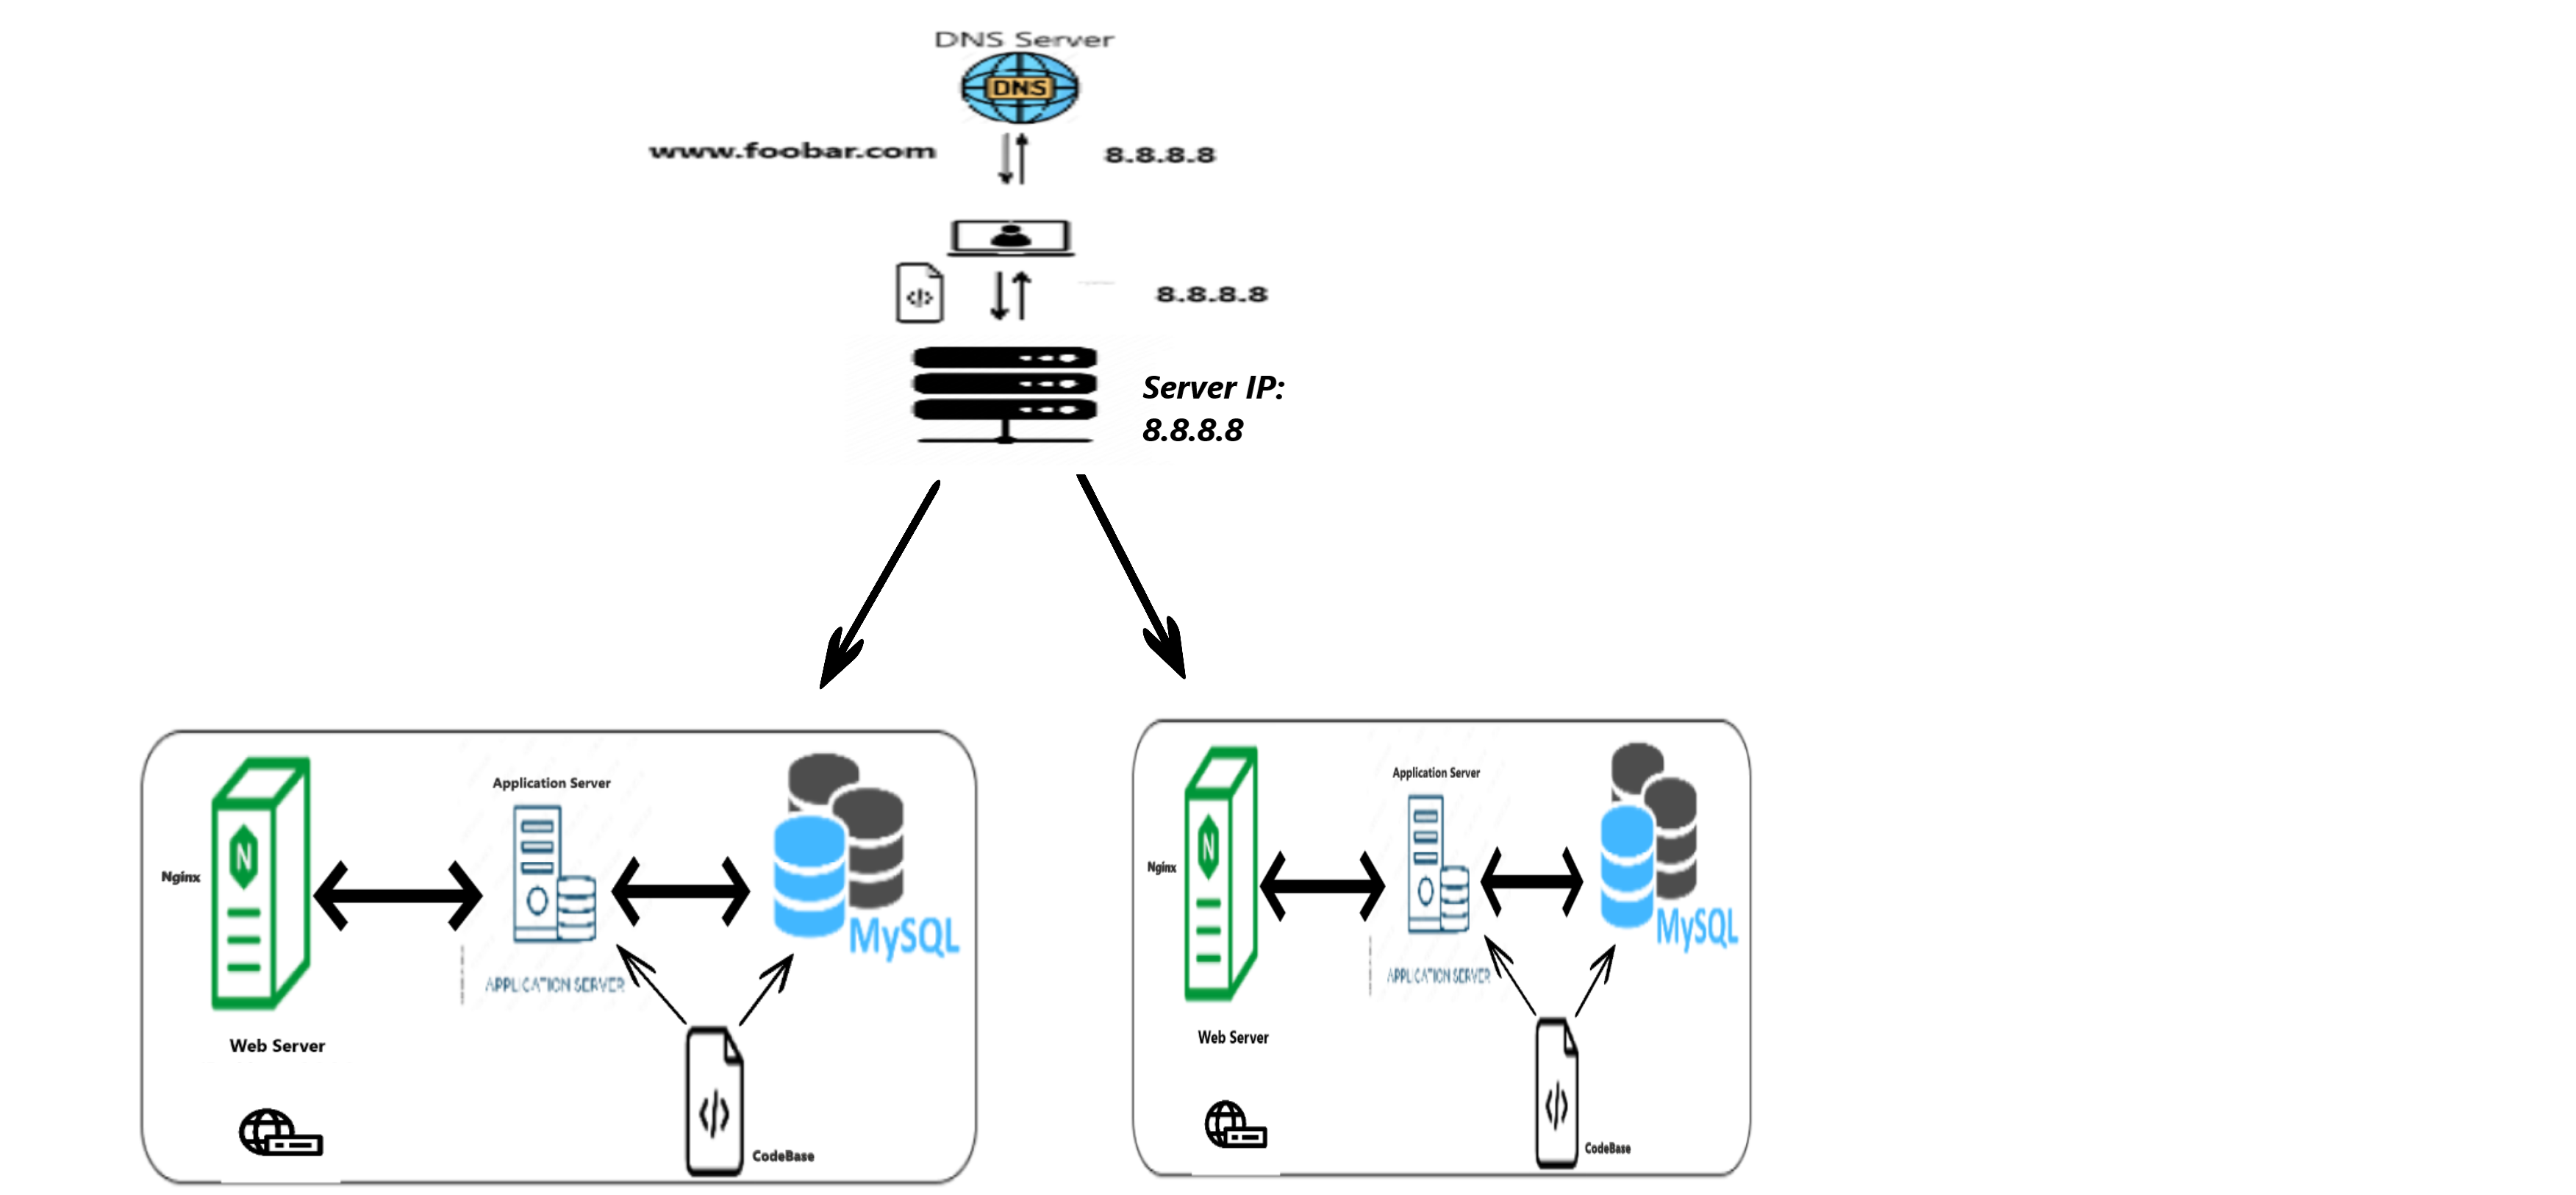 DNS Server
DNS
www.foobar.com
8.8.8.8
8.8.8.8
Server IP:
8.8.8.8
Application Server
Nginx
N
MySQL
APPLICATION SERVER
Web Server
CodeBase
Application Server
Nginx
N
MySQL
APPLICATION SERVER
Web Server
CodeBase